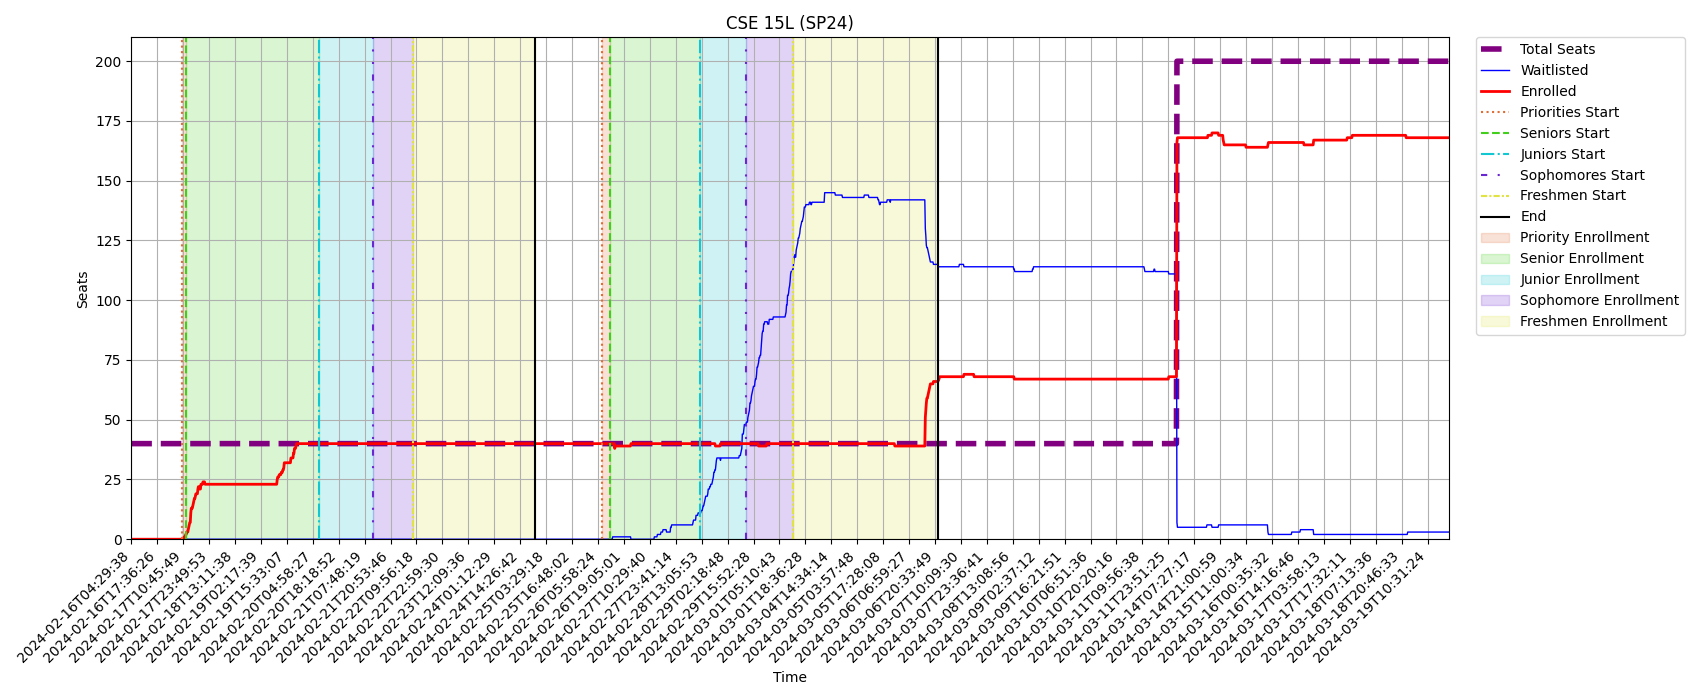 CSE 15L (SP24)
Seats
200
175
150
125
100
75
50
25
0
2024-02-16T04:29:38
2024-02-16T17:36:26
2024-02-17T10:45:49
2024-02-17T23:49:53
2024-02-18T13:11:38
2024-02-19T02:17:39
2024-02-19T15:33:07
2024-02-20T04:58:27
2024-02-20T18:18:52
2024-02-21T07:48:19
2024-02-21T20:53:46
2024-02-22T09:56:18
2024-02-22T22:59:30
2024-02-23T12:09:36
2024-02-24T01:12:29
2024-02-24T14:26:42
2024-02-25T03:29:18
2024-02-25T16:48:02
2024-02-26T05:58:24
2024-02-26T19:05:01
2024-02-27T10:29:40
2024-02-27T23:41:14
2024-02-28T13:05:53
2024-02-29T02:18:48
2024-02-29T15:52:28
2024-03-01T05:10:43
2024-03-01T18:36:28
2024-03-04T14:34:14
2024-03-05T03:57:48
2024-03-05T17:28:08
2024-03-06T06:59:27
2024-03-06T20:33:49
2024-03-07T10:09:30
2024-03-07T23:36:41
2024-03-08T13:08:56
2024-03-09T02:37:12
2024-03-09T16:21:51
2024-03-10T06:51:36
2024-03-10T20:20:16
2024-03-11T09:56:38
2024-03-11T23:51:25
2024-03-14T07:27:17
2024-03-14T21:00:59
2024-03-15T11:00:34
2024-03-16T00:35:32
2024-03-16T14:16:46
2024-03-17T03:58:13
2024-03-17T17:32:11
2024-03-18T07:13:36
2024-03-18T20:46:33
2024-03-19T10:31:24
Time
Total Seats
Waitlisted
Enrolled
Priorities Start
Seniors Start
Juniors Start
Sophomores Start
Freshmen Start
End
Priority Enrollment
Senior Enrollment
Junior Enrollment
Sophomore Enrollment
Freshmen Enrollment